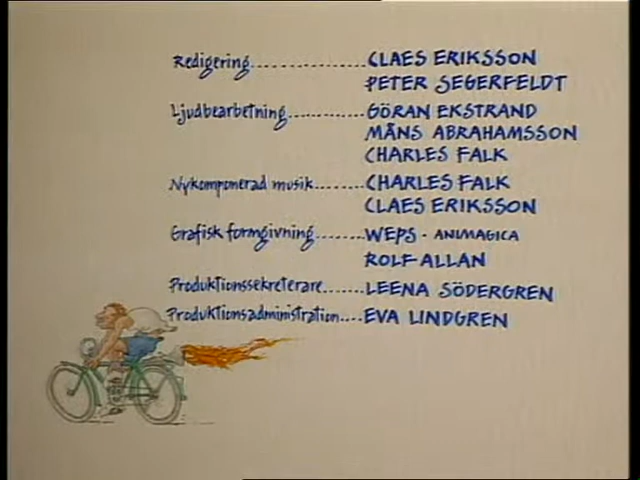 Redigering.................CLAES ERIKSSON
PETER SEGERFELDT
Ljudbearbetning............GÖRAN EKSTRAND
MÅNS ABRAHAMSSON
CHARLES FALK
Nykomponerad musik........CHARLES FALK
CLAES ERIKSSON
Grafisk formgivning.......WEPS - ANIMAGICA
ROLF ALLAN
Produktionssekreterare......LEENA SÖDERGREN
Produktionsadministration....EVA LINDGREN